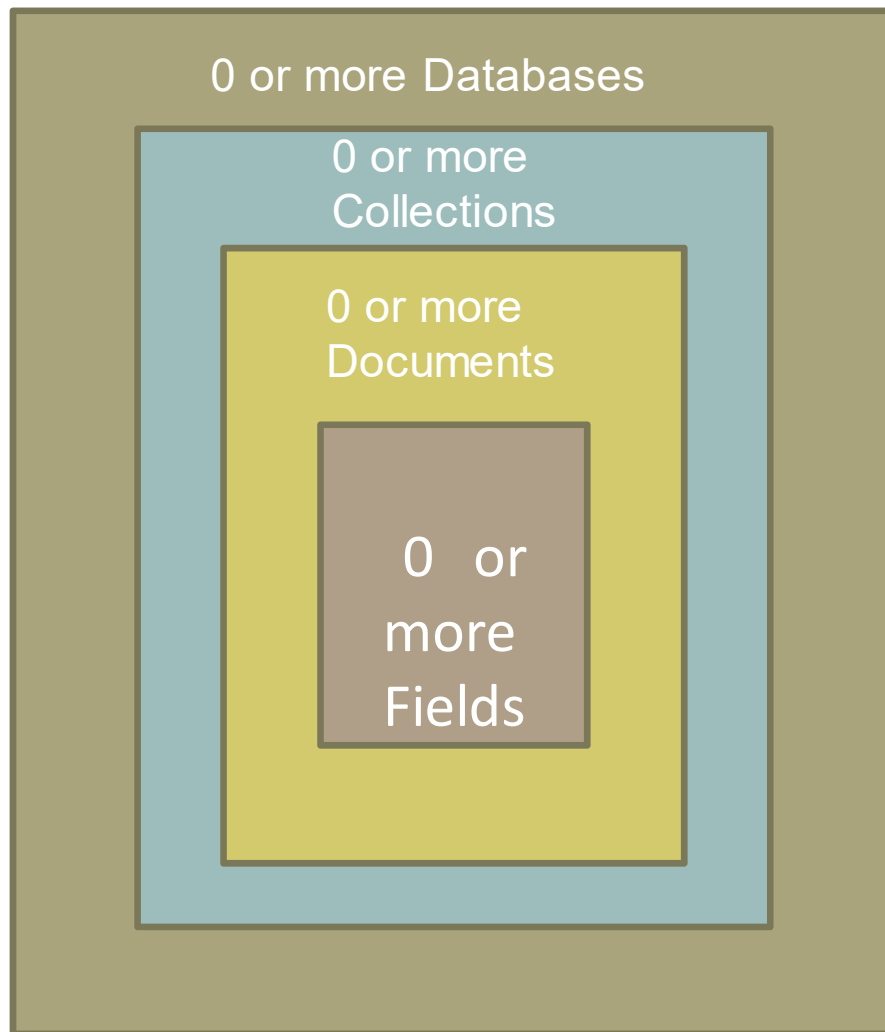 0 or more Databases
0 or more
Collections
0 or more
Documents
0 or
more
Fields